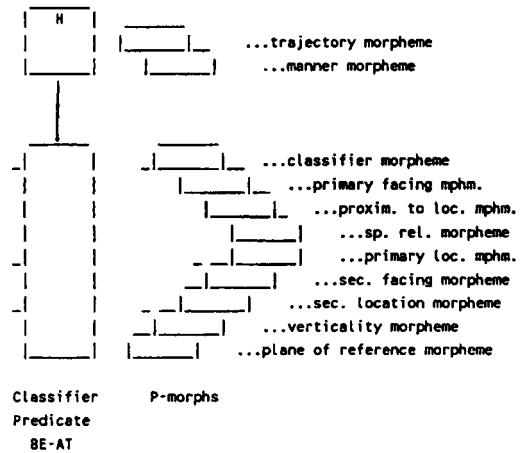 H
...trajectory morpheme
...manner morpheme
...classifier morpheme
...primary facing mphm.
...proxim. to loc. mphm.
...sp. rel. morpheme
...primary loc. mphm.
...sec. facing morpheme
...sec. location morpheme
...verticality morpheme
...plane of reference morpheme
Classifier P-morphs
Predicate
BE-AT